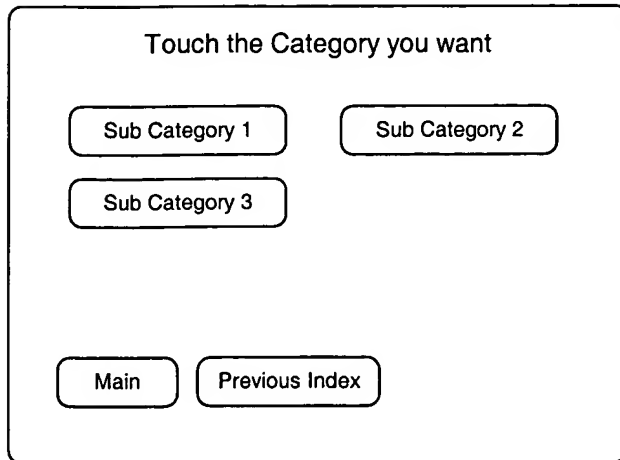 Touch the Category you want
Sub Category 1 Sub Category 2
Sub Category 3
Main Previous Index